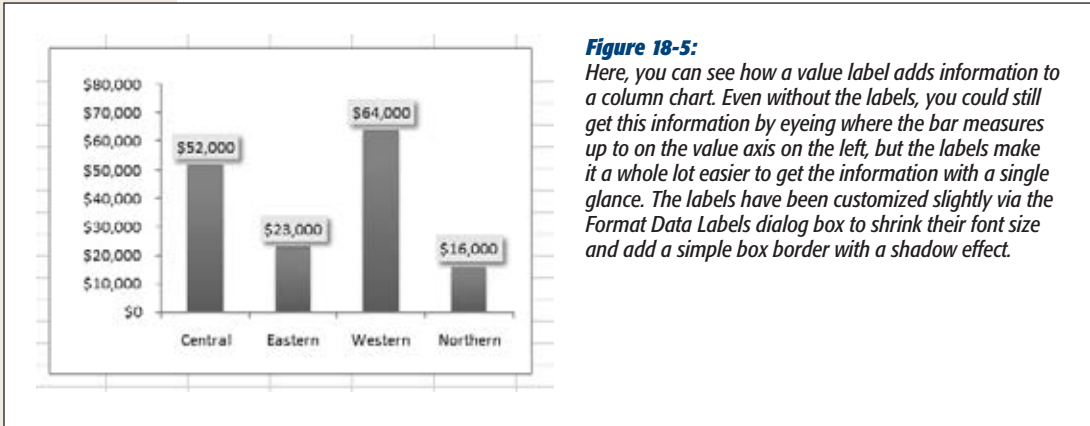 Figure 18-5:
Here, you can see how a value label adds information to
a column chart. Even without the labels, you could still
get this information by eyeing where the bar measures
up to on the value axis on the left, but the labels make
it a whole lot easier to get the information with a single
glance. The labels have been customized slightly via the
Format Data Labels dialog box to shrink their font size
and add a simple box border with a shadow effect.
$80,000
$70,000
$60,000
$50,000
$40,000
$30,000
$20,000
$10,000
$0
$52,000
$23,000
$64,000
$16,000
Central Eastern Western Northern